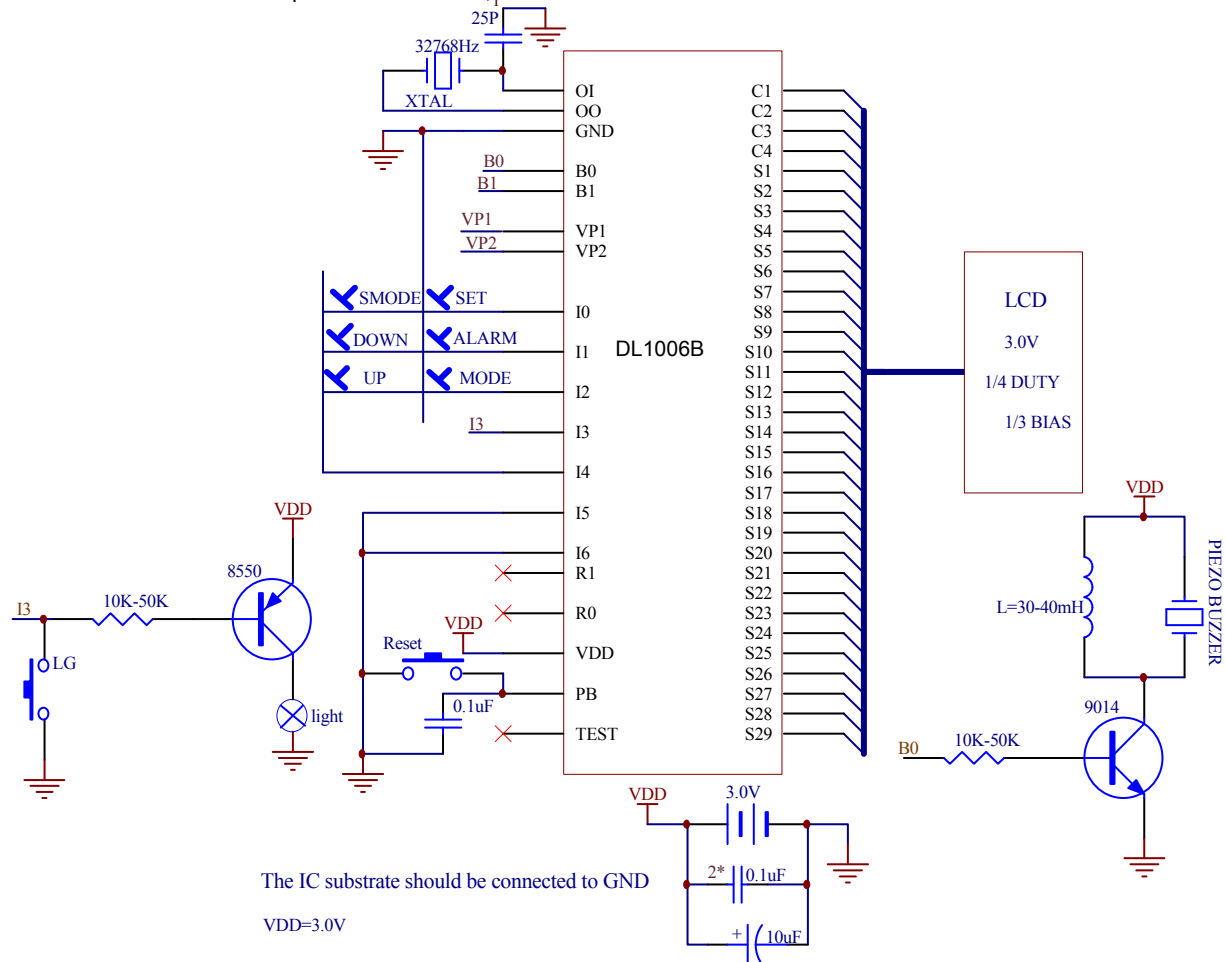 25P
32768Hz
XTAL
OI
OO
GND
B0
B0
B1
B1
VP1
VP1
VP2
VP2
SMODE
SET
I0
DOWN
ALARM
I1
UP
MODE
I2
I3
I3
I4
I5
I6
R1
R0
VDD
VDD
Reset
PB
0.1uF
TEST
DL1006B
C1
C2
C3
C4
S1
S2
S3
S4
S5
S6
S7
S8
S9
S10
S11
S12
S13
S14
S15
S16
S17
S18
S19
S20
S21
S22
S23
S24
S25
S26
S27
S28
S29
LCD
3.0V
1/4 DUTY
1/3 BIAS
VDD
8550
I3
10K-50K
LG
light
VDD
L=30-40mH
PIEZO BUZZER
9014
B0
10K-50K
VDD
3.0V
2*
0.1uF
+
10uF
The IC substrate should be connected to GND
VDD=3.0V